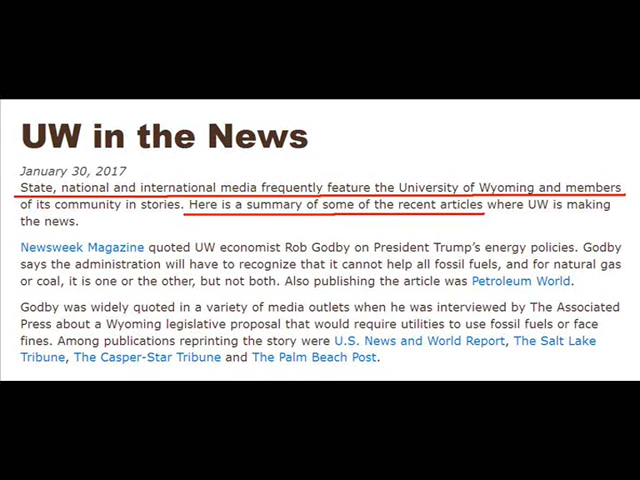 UW in the News
January 30, 2017
State, national and international media frequently feature the University of Wyoming and members
of its community in stories. Here is a summary of some of the recent articles where UW is making
the news.
Newsweek Magazine quoted UW economist Rob Godby on President Trump’s energy policies. Godby
says the administration will have to recognize that it cannot help all fossil fuels, and for natural gas
or coal, it is one or the other, but not both. Also publishing the article was Petroleum World.
Godby was widely quoted in a variety of media outlets when he was interviewed by The Associated
Press about a Wyoming legislative proposal that would require utilities to use fossil fuels or face
fines. Among publications reprinting the story were U.S. News and World Report, The Salt Lake
Tribune, The Casper-Star Tribune and The Palm Beach Post.